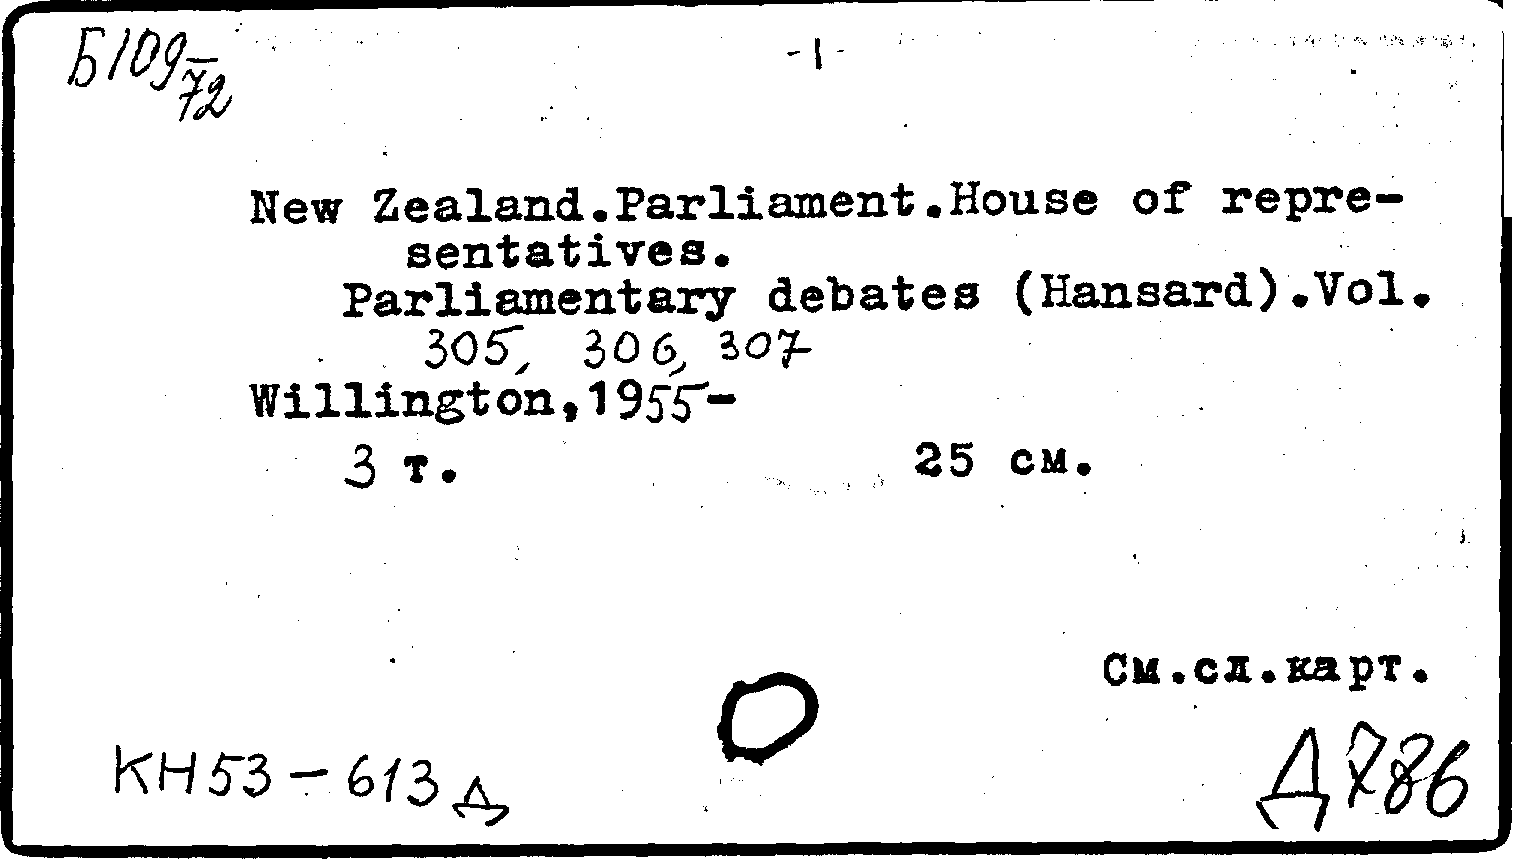 Б109
72
-1-
New Zealand.Parliament.House of repre-
sentatives.
Parliamentary debates (Hansard).Vol.
305, 306, 307
Willington,1955-
3 т. 25 см.
См.сл.карт.
КН53-613д
Д786